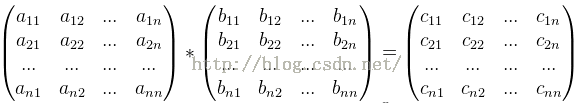 a₁₁ a₁₂ ... a₁ₙ b₁₁ b₁₂ ... b₁ₙ c₁₁ c₁₂ ... c₁ₙ
a₂₁ a₂₂ ... a₂ₙ b₂₁ b₂₂ ... b₂ₙ c₂₁ c₂₂ ... c₂ₙ
* =
... ... ... ... ... ... ... ... ... ... ... ...
http://blog.csdn.net/
aₙ₁ aₙ₂ ... aₙₙ bₙ₁ bₙ₂ ... bₙₙ cₙ₁ cₙ₂ ... cₙₙ